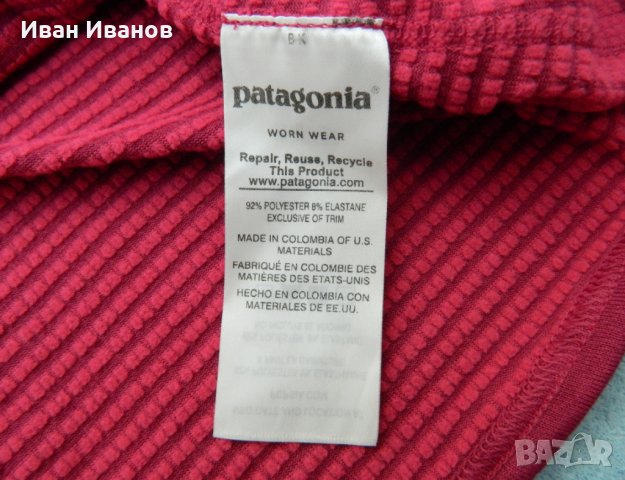 Иван Иванов
BK
patagonia®
WORN WEAR
Repair, Reuse, Recycle
This Product
www.patagonia.com
92% POLYESTER 8% ELASTANE
EXCLUSIVE OF TRIM
MADE IN COLOMBIA OF U.S.
MATERIALS
FABRIQUÉ EN COLOMBIE DES
MATIÈRES DES ETATS-UNIS
HECHO EN COLOMBIA CON
MATERIALES DE EE.UU.
BAZAR